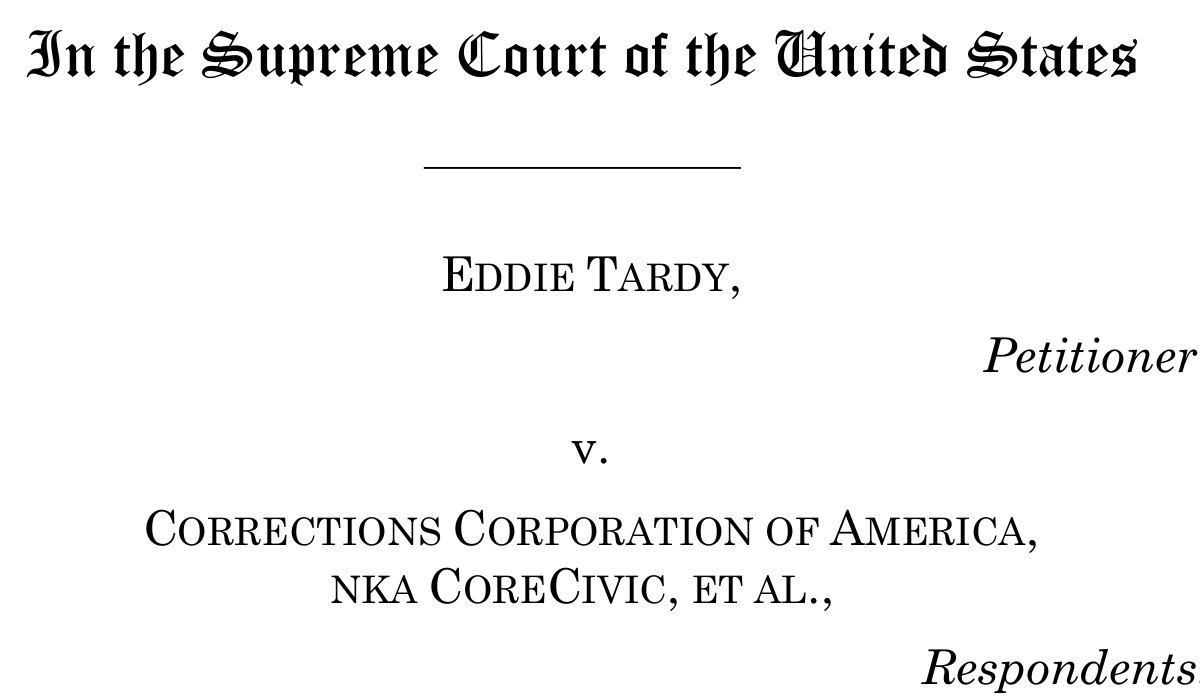 In the Supreme Court of the United States
EDDIE TARDY,
Petitioner
v.
CORRECTIONS CORPORATION OF AMERICA,
NKA CORECIVIC, ET AL.,
Respondents.